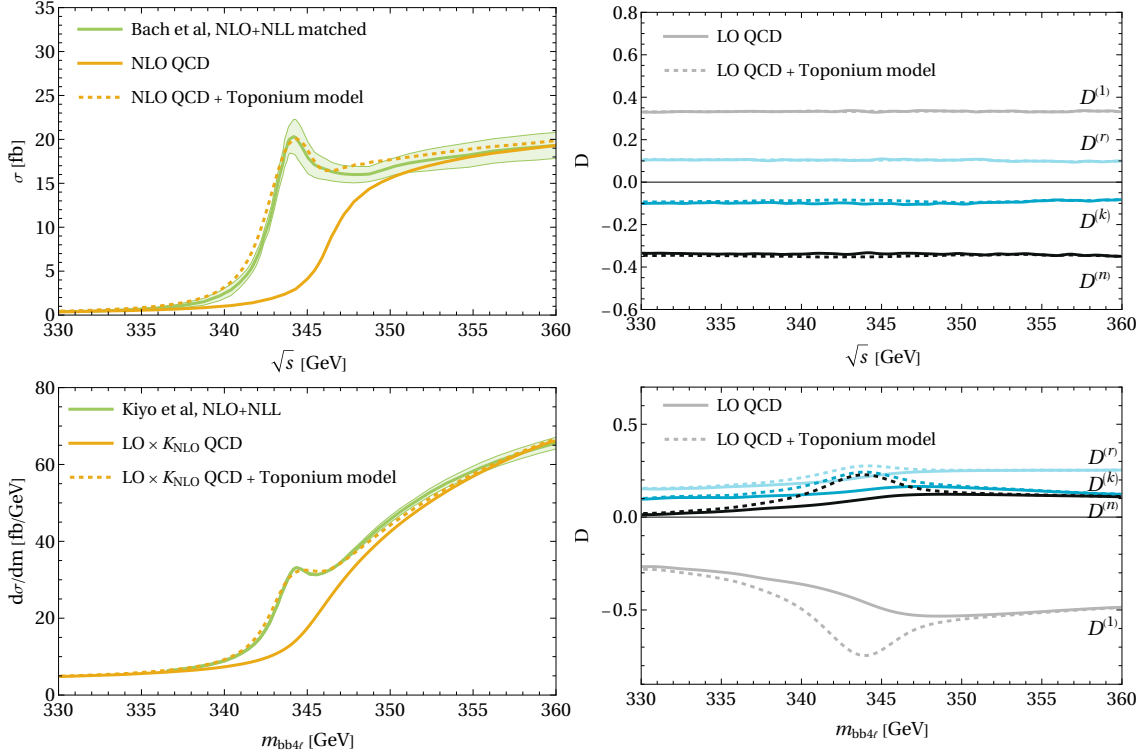 35
30
25
20
15
10
5
0
σ [fb]
Bach et al, NLO+NLL matched
NLO QCD
NLO QCD + Toponium model
330 335 340 345 350 355 360
√s [GeV]
0.8
0.6
0.4
0.2
0.0
−0.2
−0.4
−0.6
D
LO QCD
LO QCD + Toponium model
D(1)
D(r)
D(k)
D(n)
330 335 340 345 350 355 360
√s [GeV]
80
60
40
20
0
dσ/dm [fb/GeV]
Kiyo et al, NLO+NLL
LO × KNLO QCD
LO × KNLO QCD + Toponium model
330 335 340 345 350 355 360
mbb4ℓ [GeV]
0.5
0.0
−0.5
D
LO QCD
LO QCD + Toponium model
D(r)
D(k)
D(n)
D(1)
330 335 340 345 350 355 360
mbb4ℓ [GeV]